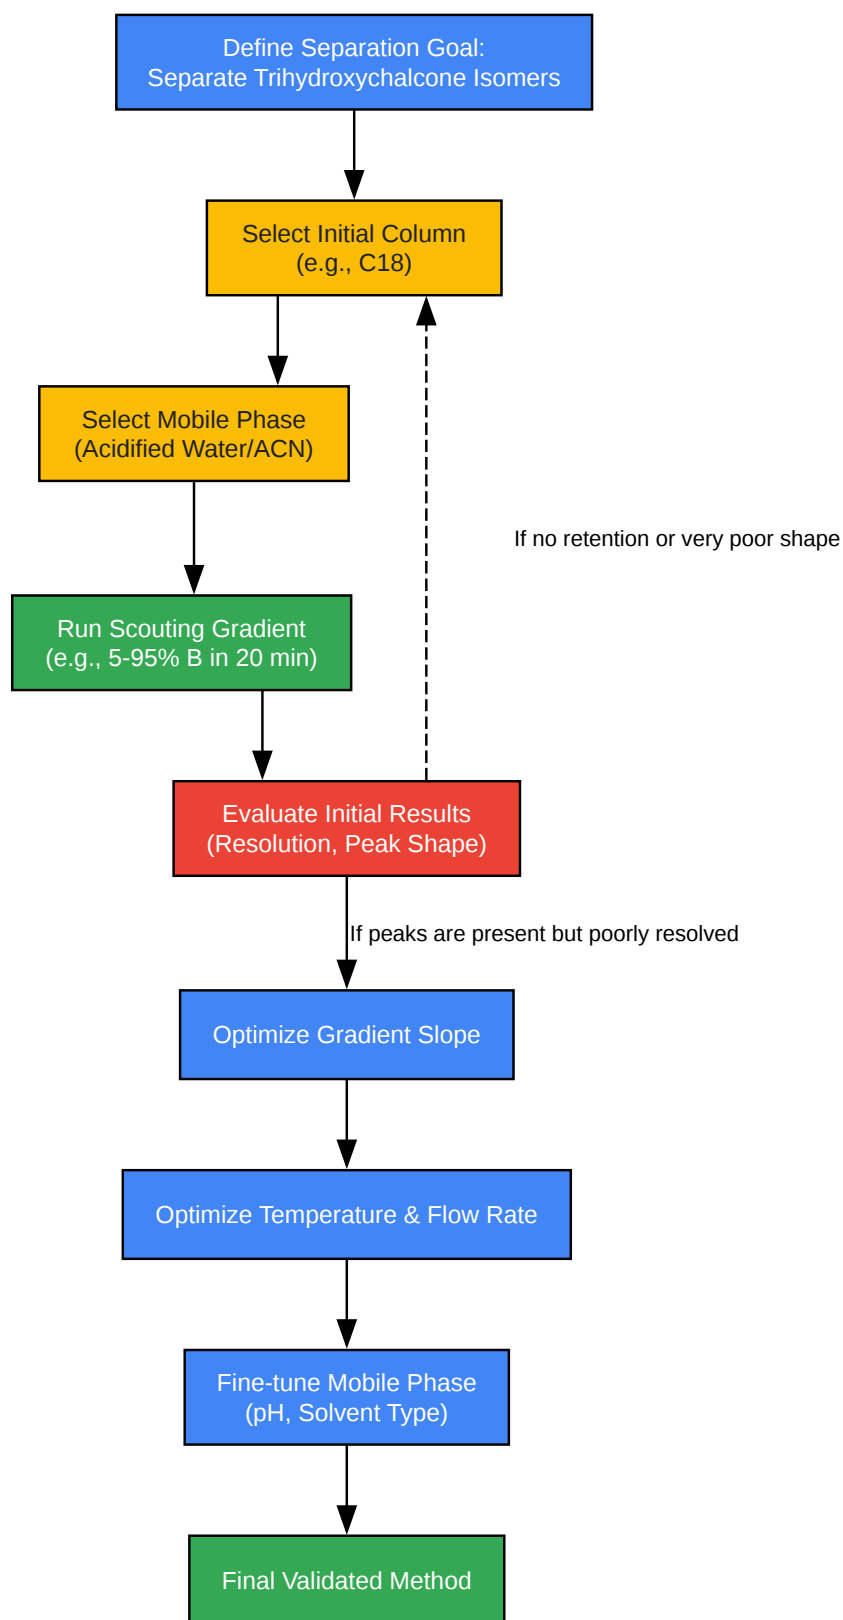 Define Separation Goal:
Separate Trihydroxychalcone Isomers
Select Initial Column
(e.g., C18)
Select Mobile Phase
(Acidified Water/ACN)
If no retention or very poor shape
Run Scouting Gradient
(e.g., 5-95% B in 20 min)
Evaluate Initial Results
(Resolution, Peak Shape)
If peaks are present but poorly resolved
Optimize Gradient Slope
Optimize Temperature & Flow Rate
Fine-tune Mobile Phase
(pH, Solvent Type)
Final Validated Method